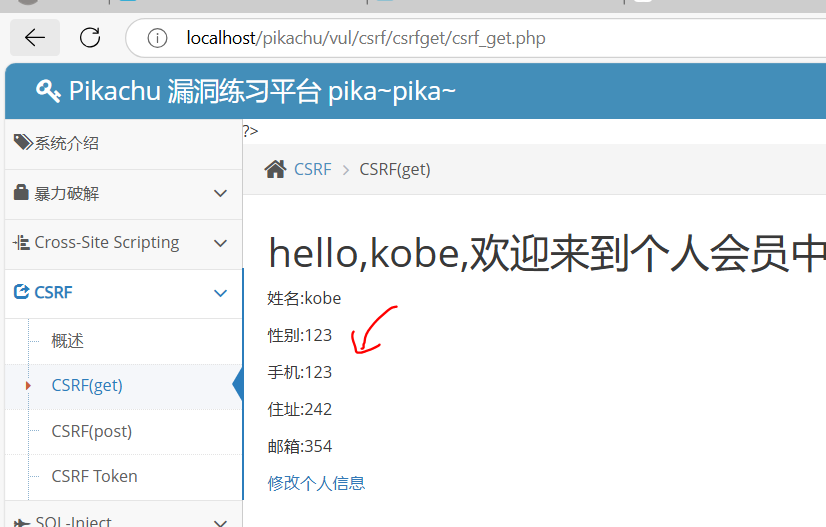 localhost/pikachu/vul/csrf/csrfget/csrf_get.php
Pikachu 漏洞练习平台 pika~pika~
系统介绍
暴力破解
Cross-Site Scripting
CSRF
概述
CSRF(get)
CSRF(post)
CSRF Token
SQL-Inject
?>
CSRF > CSRF(get)
hello,kobe,欢迎来到个人会员中
姓名:kobe
性别:123
手机:123
住址:242
邮箱:354
修改个人信息